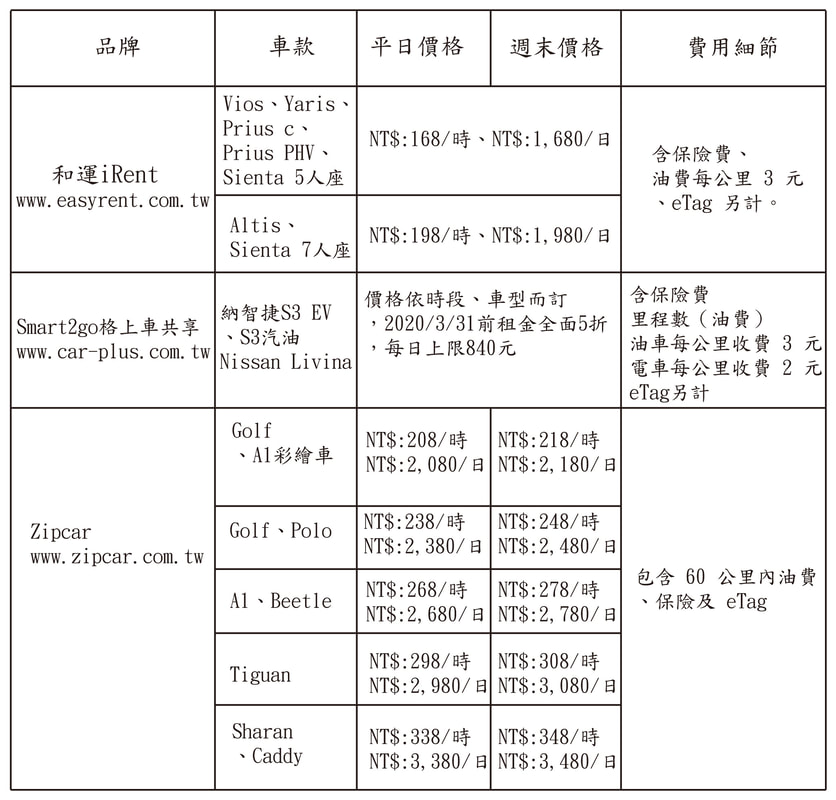 品牌
車款
平日價格
週末價格
費用細節
和運iRent
www.easyrent.com.tw
Vios、Yaris、
Prius c、
Prius PHV、
Sienta 5人座
NT$:168/時、NT$:1,680/日
含保險費、
油費每公里 3 元
、eTag 另計。
Altis、
Sienta 7人座
NT$:198/時、NT$:1,980/日
Smart2go格上車共享
www.car-plus.com.tw
納智捷S3 EV
、S3汽油
Nissan Livina
價格依時段、車型而訂
，2020/3/31前租金全面5折
，每日上限840元
含保險費
里程數（油費）
油車每公里收費 3 元
電車每公里收費 2 元
eTag另計
Zipcar
www.zipcar.com.tw
Golf
、A1彩繪車
NT$:208/時
NT$:2,080/日
NT$:218/時
NT$:2,180/日
Golf、Polo
NT$:238/時
NT$:2,380/日
NT$:248/時
NT$:2,480/日
A1、Beetle
NT$:268/時
NT$:2,680/日
NT$:278/時
NT$:2,780/日
Tiguan
NT$:298/時
NT$:2,980/日
NT$:308/時
NT$:3,080/日
Sharan
、Caddy
NT$:338/時
NT$:3,380/日
NT$:348/時
NT$:3,480/日
包含 60 公里內油費
、保險及 eTag